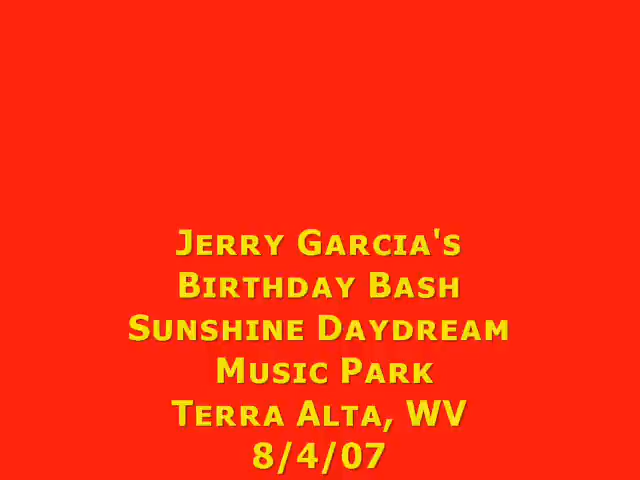 Jerry Garcia's
Birthday Bash
Sunshine Daydream
Music Park
Terra Alta, WV
8/4/07